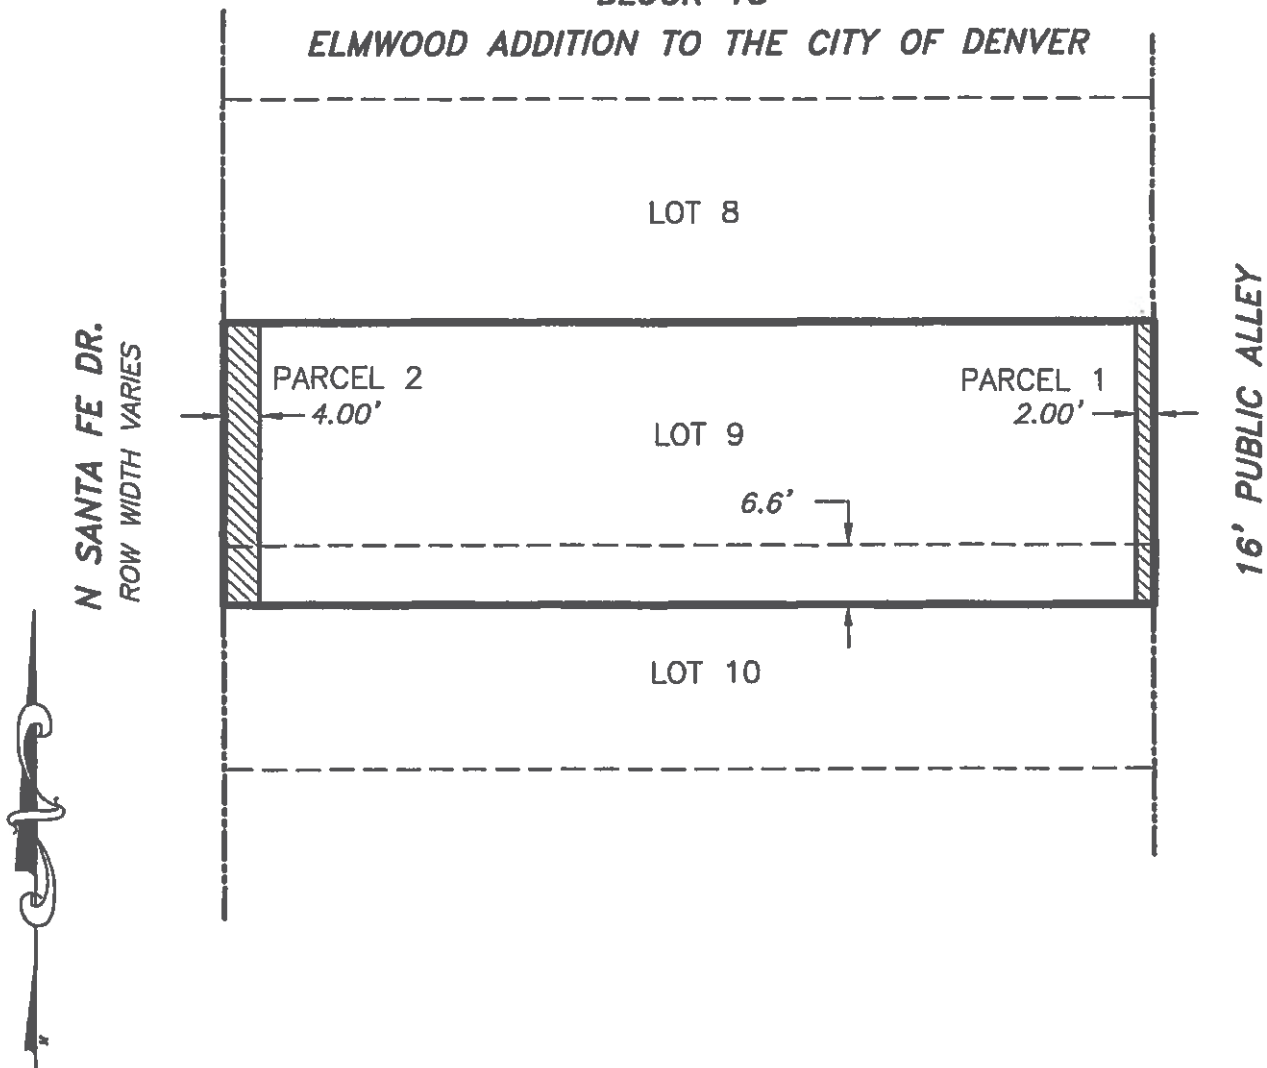 ELMWOOD ADDITION TO THE CITY OF DENVER
LOT 8
N SANTA FE DR.
ROW WIDTH VARIES
PARCEL 2
4.00'
LOT 9
PARCEL 1
2.00'
6.6'
16' PUBLIC ALLEY
LOT 10